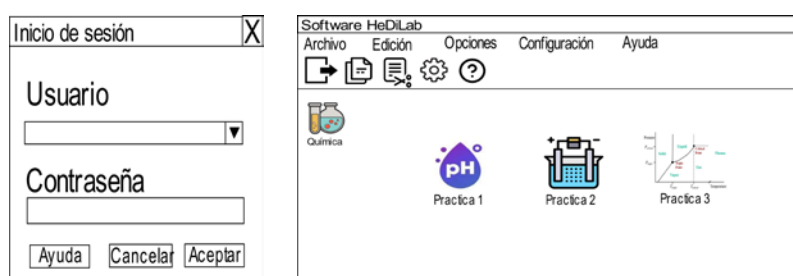 Inicio de sesión X
Usuario
Contraseña
Ayuda Cancelar Aceptar
Software HeDiLab
Archivo Edición Opciones Configuración Ayuda
?
Química
pH
Practica 1 Practica 2 Practica 3